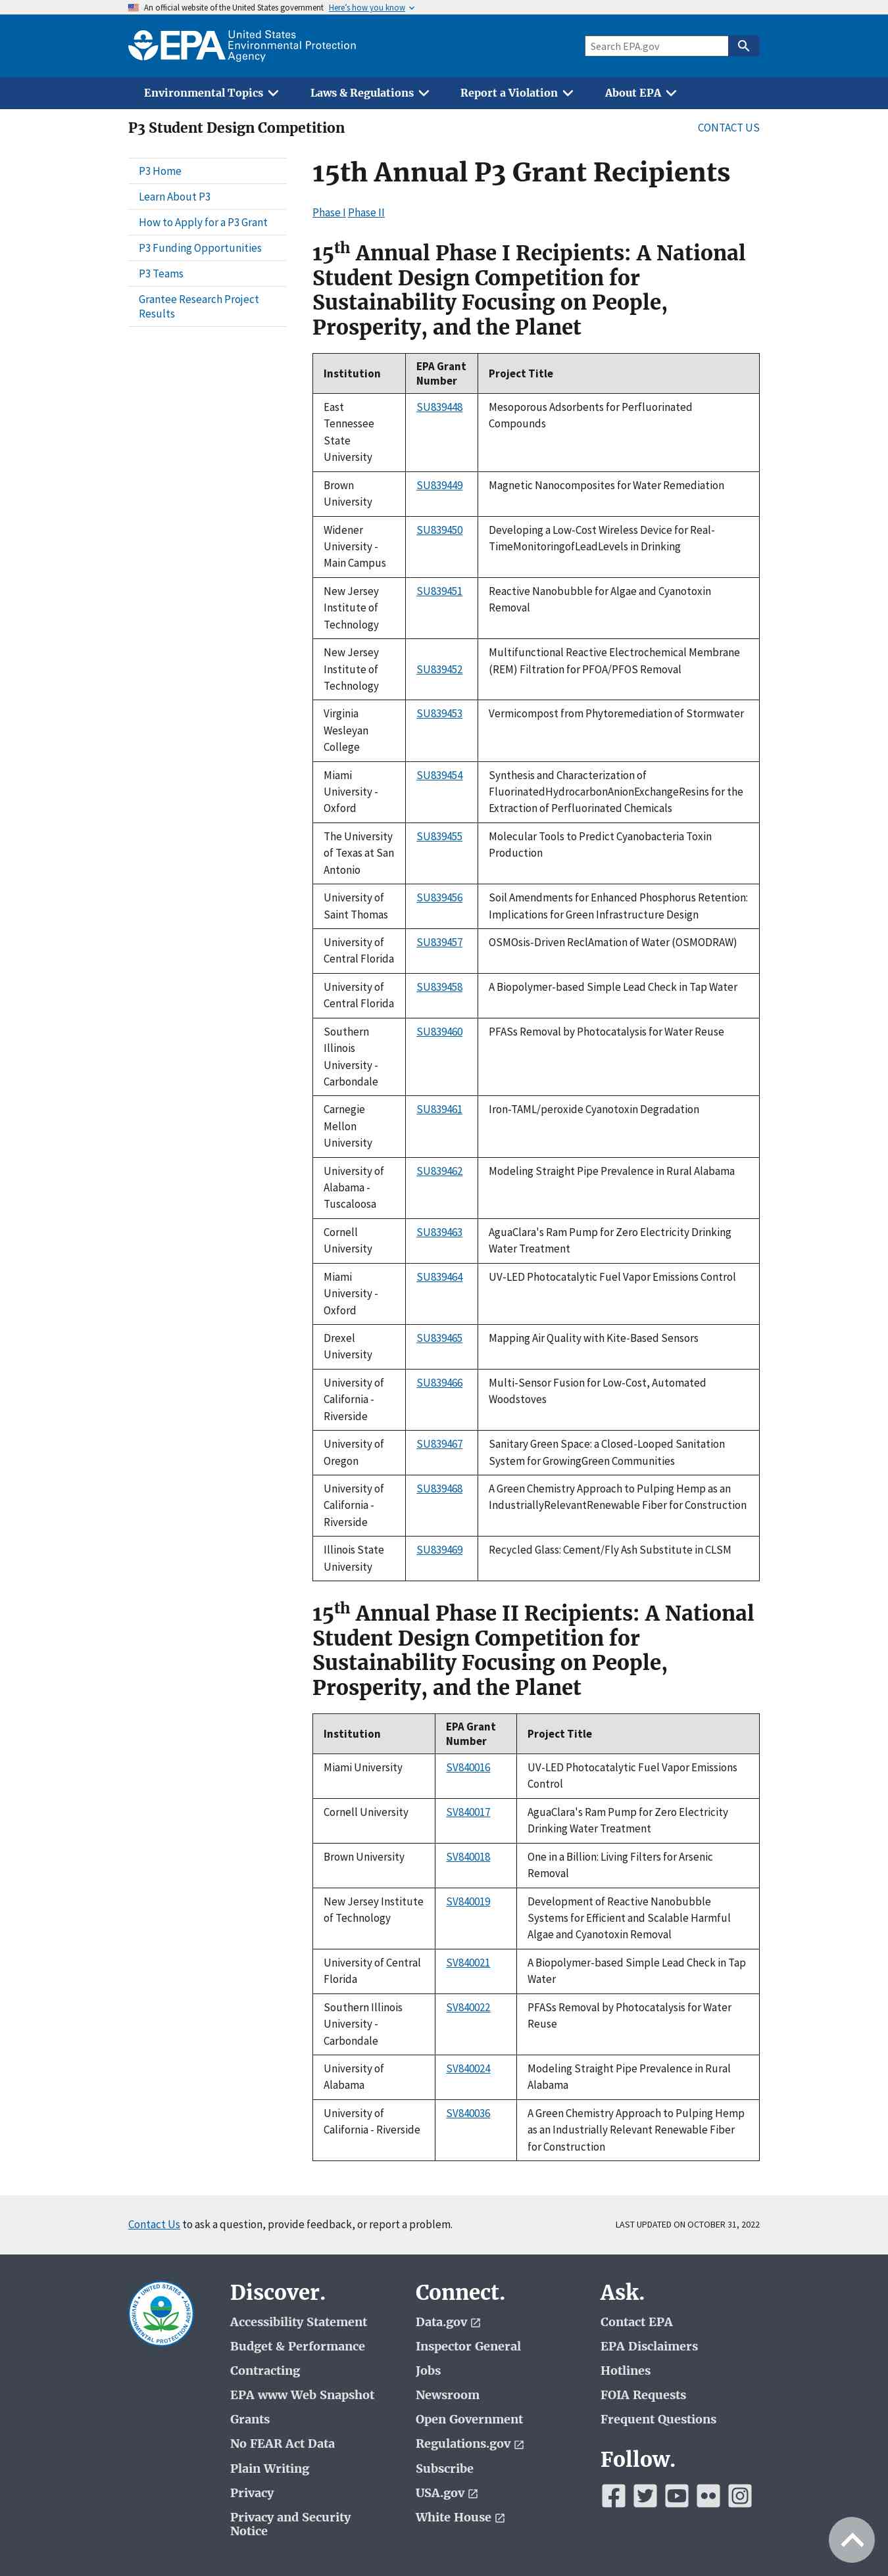 An official website of the United States government Here's how you know
EPA United States
Environmental Protection
Agency
Search EPA.gov
Environmental Topics Laws & Regulations Report a Violation About EPA
P3 Student Design Competition CONTACT US
P3 Home
Learn About P3
How to Apply for a P3 Grant
P3 Funding Opportunities
P3 Teams
Grantee Research Project
Results
15th Annual P3 Grant Recipients
Phase I Phase II
15th Annual Phase I Recipients: A National
Student Design Competition for
Sustainability Focusing on People,
Prosperity, and the Planet
Institution EPA Grant Number Project Title
East Tennessee State University SU839448 Mesoporous Adsorbents for Perfluorinated Compounds
Brown University SU839449 Magnetic Nanocomposites for Water Remediation
Widener University - Main Campus SU839450 Developing a Low-Cost Wireless Device for Real-TimeMonitoringofLeadLevels in Drinking
New Jersey Institute of Technology SU839451 Reactive Nanobubble for Algae and Cyanotoxin Removal
New Jersey Institute of Technology SU839452 Multifunctional Reactive Electrochemical Membrane (REM) Filtration for PFOA/PFOS Removal
Virginia Wesleyan College SU839453 Vermicompost from Phytoremediation of Stormwater
Miami University - Oxford SU839454 Synthesis and Characterization of FluorinatedHydrocarbonAnionExchangeResins for the Extraction of Perfluorinated Chemicals
The University of Texas at San Antonio SU839455 Molecular Tools to Predict Cyanobacteria Toxin Production
University of Saint Thomas SU839456 Soil Amendments for Enhanced Phosphorus Retention: Implications for Green Infrastructure Design
University of Central Florida SU839457 OSMOsis-Driven ReclAmation of Water (OSMODRAW)
University of Central Florida SU839458 A Biopolymer-based Simple Lead Check in Tap Water
Southern Illinois University - Carbondale SU839460 PFASs Removal by Photocatalysis for Water Reuse
Carnegie Mellon University SU839461 Iron-TAML/peroxide Cyanotoxin Degradation
University of Alabama - Tuscaloosa SU839462 Modeling Straight Pipe Prevalence in Rural Alabama
Cornell University SU839463 AguaClara's Ram Pump for Zero Electricity Drinking Water Treatment
Miami University - Oxford SU839464 UV-LED Photocatalytic Fuel Vapor Emissions Control
Drexel University SU839465 Mapping Air Quality with Kite-Based Sensors
University of California - Riverside SU839466 Multi-Sensor Fusion for Low-Cost, Automated Woodstoves
University of Oregon SU839467 Sanitary Green Space: a Closed-Looped Sanitation System for GrowingGreen Communities
University of California - Riverside SU839468 A Green Chemistry Approach to Pulping Hemp as an IndustriallyRelevantRenewable Fiber for Construction
Illinois State University SU839469 Recycled Glass: Cement/Fly Ash Substitute in CLSM
15th Annual Phase II Recipients: A National
Student Design Competition for
Sustainability Focusing on People,
Prosperity, and the Planet
Institution EPA Grant Number Project Title
Miami University SV840016 UV-LED Photocatalytic Fuel Vapor Emissions Control
Cornell University SV840017 AguaClara's Ram Pump for Zero Electricity Drinking Water Treatment
Brown University SV840018 One in a Billion: Living Filters for Arsenic Removal
New Jersey Institute of Technology SV840019 Development of Reactive Nanobubble Systems for Efficient and Scalable Harmful Algae and Cyanotoxin Removal
University of Central Florida SV840021 A Biopolymer-based Simple Lead Check in Tap Water
Southern Illinois University - Carbondale SV840022 PFASs Removal by Photocatalysis for Water Reuse
University of Alabama SV840024 Modeling Straight Pipe Prevalence in Rural Alabama
University of California - Riverside SV840036 A Green Chemistry Approach to Pulping Hemp as an Industrially Relevant Renewable Fiber for Construction
Contact Us to ask a question, provide feedback, or report a problem. LAST UPDATED ON OCTOBER 31, 2022
UNITED STATES
ENVIRONMENTAL PROTECTION AGENCY
Discover.
Accessibility Statement
Budget & Performance
Contracting
EPA www Web Snapshot
Grants
No FEAR Act Data
Plain Writing
Privacy
Privacy and Security
Notice
Connect.
Data.gov
Inspector General
Jobs
Newsroom
Open Government
Regulations.gov
Subscribe
USA.gov
White House
Ask.
Contact EPA
EPA Disclaimers
Hotlines
FOIA Requests
Frequent Questions
Follow.